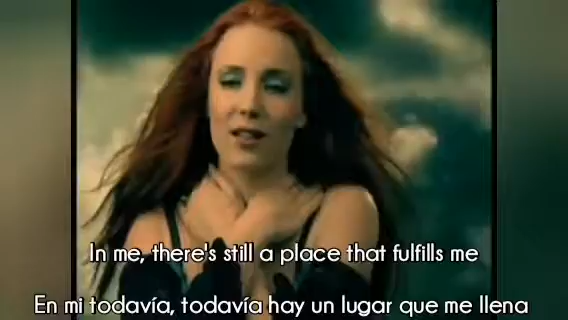 In me, there's still a place that fulfills me
En mi todavía, todavía hay un lugar que me llena